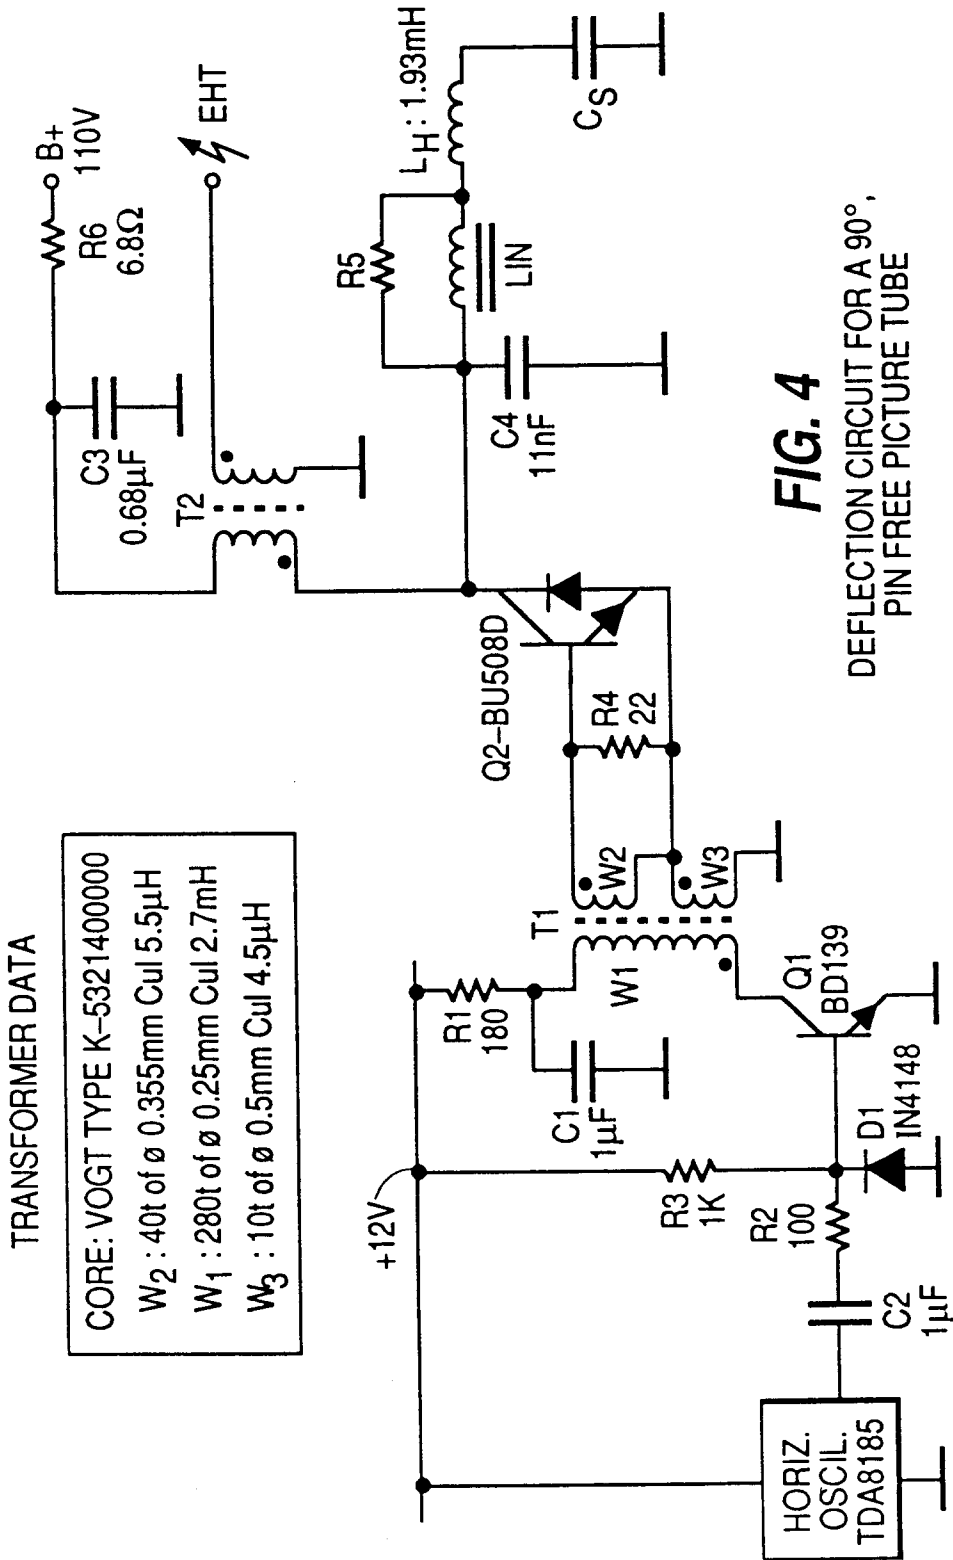 TRANSFORMER DATA
CORE: VOGT TYPE K–5321400000
W2 : 40t of ø 0.355mm Cul 5.5µH
W1 : 280t of ø 0.25mm Cul 2.7mH
W3 : 10t of ø 0.5mm Cul 4.5µH
B+
110V
R6
6.8Ω
EHT
C3
0.68µF
T2
R5
LH : 1.93mH
LIN
CS
C4
11nF
Q2–BU508D
R4
22
+12V
R1
180
T1
W1
W2
W3
C1
1µF
R3
1K
Q1
BD139
R2
100
D1
IN4148
C2
1µF
HORIZ.
OSCIL.
TDA8185
FIG. 4
DEFLECTION CIRCUIT FOR A 90°,
PIN FREE PICTURE TUBE